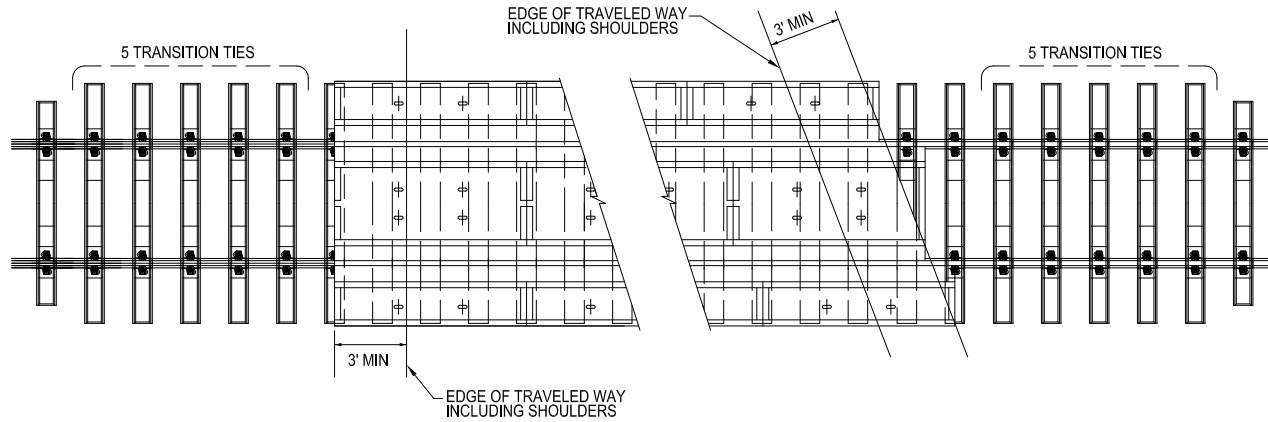 EDGE OF TRAVELED WAY
INCLUDING SHOULDERS
3' MIN
5 TRANSITION TIES
5 TRANSITION TIES
3' MIN
EDGE OF TRAVELED WAY
INCLUDING SHOULDERS